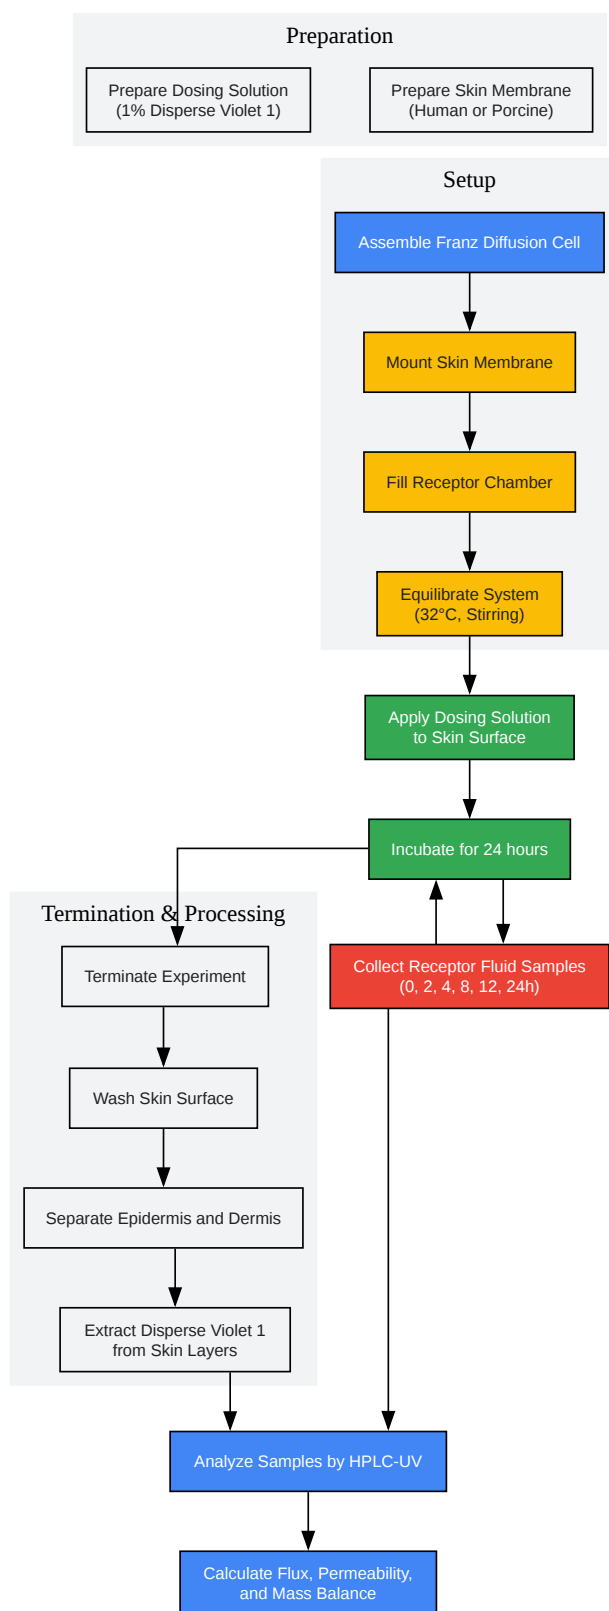 Preparation
Prepare Dosing Solution
(1% Disperse Violet 1)
Prepare Skin Membrane
(Human or Porcine)
Setup
Assemble Franz Diffusion Cell
Mount Skin Membrane
Fill Receptor Chamber
Equilibrate System
(32°C, Stirring)
Apply Dosing Solution
to Skin Surface
Incubate for 24 hours
Termination & Processing
Terminate Experiment
Collect Receptor Fluid Samples
(0, 2, 4, 8, 12, 24h)
Wash Skin Surface
Separate Epidermis and Dermis
Extract Disperse Violet 1
from Skin Layers
Analyze Samples by HPLC-UV
Calculate Flux, Permeability,
and Mass Balance